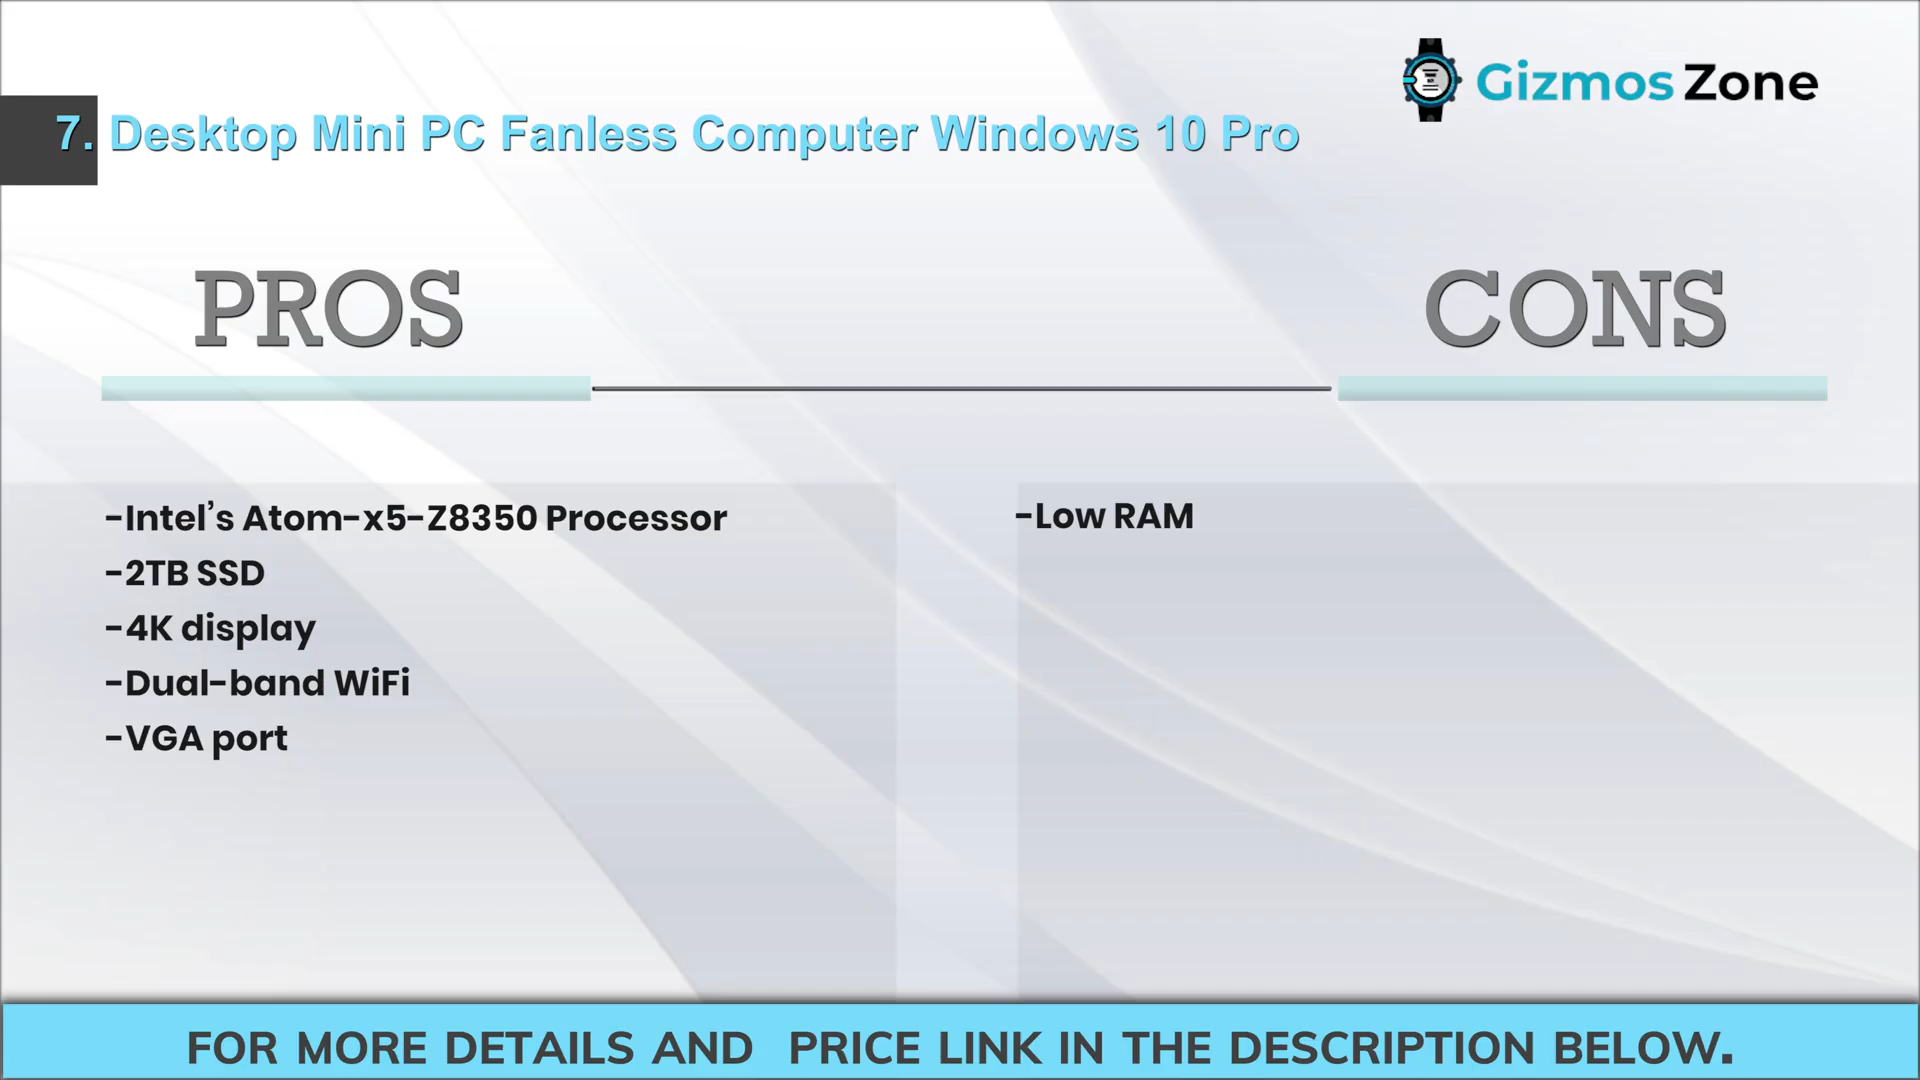 Gizmos Zone
7. Desktop Mini PC Fanless Computer Windows 10 Pro
PROS
CONS
-Intel's Atom-x5-Z8350 Processor
-2TB SSD
-4K display
-Dual-band WiFi
-VGA port
-Low RAM
FOR MORE DETAILS AND  PRICE LINK IN THE DESCRIPTION BELOW.